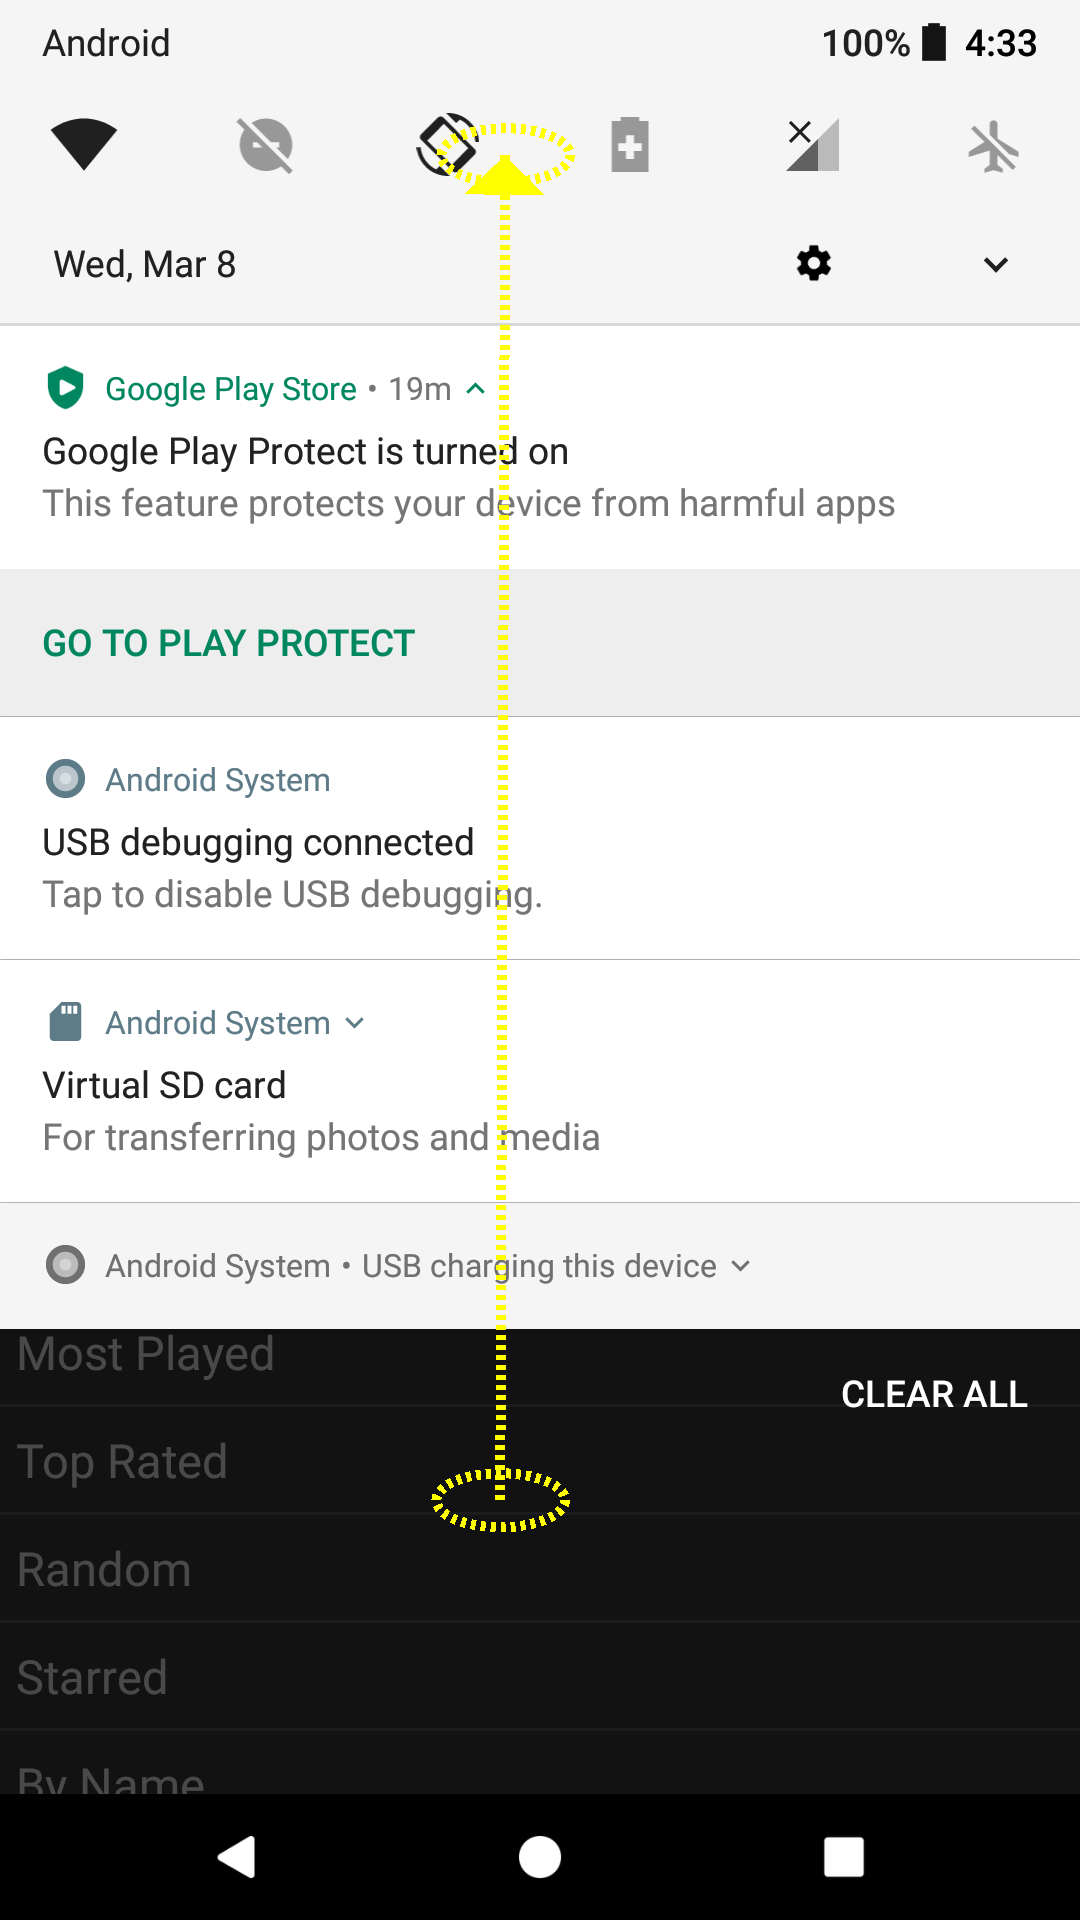 Android 100% 4:33
Wed, Mar 8
Google Play Store • 19m
Google Play Protect is turned on
This feature protects your device from harmful apps
GO TO PLAY PROTECT
Android System
USB debugging connected
Tap to disable USB debugging.
Android System
Virtual SD card
For transferring photos and media
Android System • USB charging this device
Most Played
CLEAR ALL
Top Rated
Random
Starred
By Name